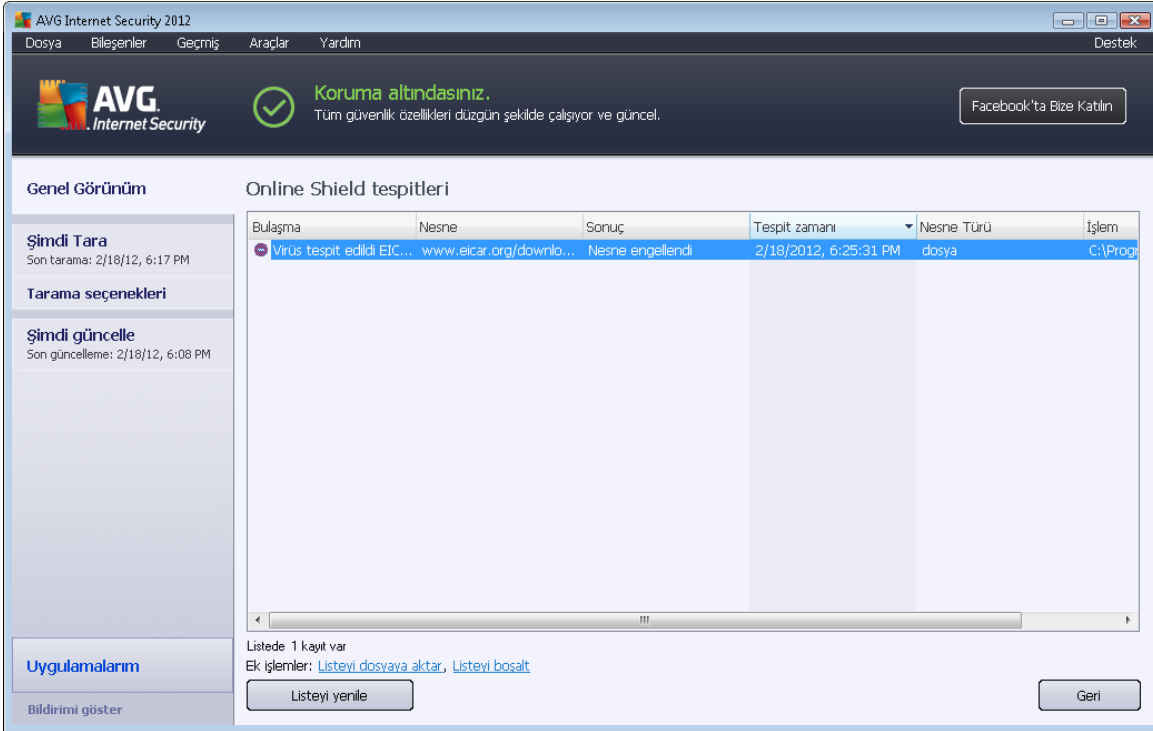 AVG Internet Security 2012
Dosya Bileşenler Geçmiş Araçlar Yardım Destek
AVG.
Internet Security
Koruma altındasınız.
Tüm güvenlik özellikleri düzgün şekilde çalışıyor ve güncel.
Facebook'ta Bize Katılın
Genel Görünüm
Şimdi Tara
Son tarama: 2/18/12, 6:17 PM
Tarama seçenekleri
Şimdi güncelle
Son güncelleme: 2/18/12, 6:08 PM
Uygulamalarım
Bildirimi göster
Online Shield tespitleri
Bulaşma Nesne Sonuç Tespit zamanı Nesne Türü İşlem
Virüs tespit edildi EIC... www.eicar.org/downlo... Nesne engellendi 2/18/2012, 6:25:31 PM dosya C:\Progr
Listede 1 kayıt var
Ek işlemler: Listeyi dosyaya aktar, Listeyi boşalt
Listeyi yenile Geri